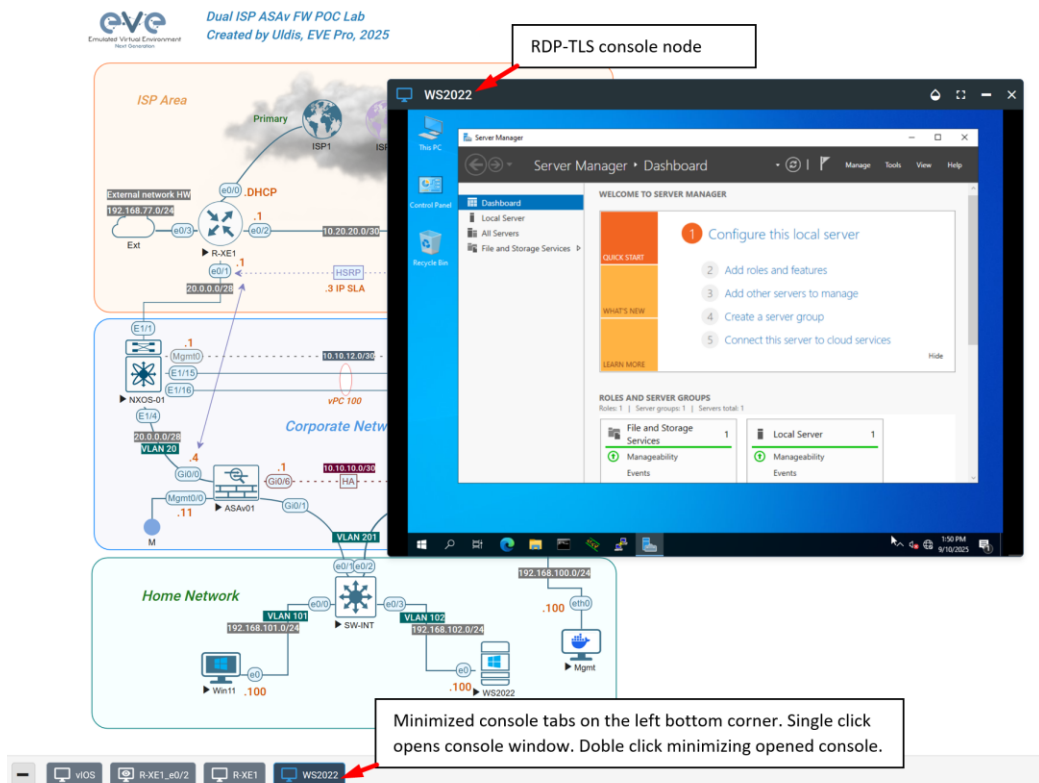 eve
Emulated Virtual Environment
Next Generation
Dual ISP ASAv FW POC Lab
Created by Uldis, EVE Pro, 2025
RDP-TLS console node
ISP Area
Primary
ISP1
ISP
e0/0
.DHCP
External network HW
192.168.77.0/24
Ext
e0/3
.1
e0/2
10.20.20.0/30
R-XE1
e0/1
.1
HSRP
20.0.0.0/28
.3 IP SLA
E1/1
.1
Mgmt0
10.10.12.0/30
E1/15
E1/16
NXOS-01
vPC 100
E1/4
Corporate Netw
20.0.0.0/28
VLAN 20
.4
Gi0/0
.1
10.10.10.0/30
Gi0/6
HA
Mgmt0/0
.11
ASAv01
Gi0/1
M
VLAN 201
WS2022
This PC
Control Panel
Recycle Bin
Server Manager
Server Manager • Dashboard
Manage
Tools
View
Help
Dashboard
Local Server
All Servers
File and Storage Services
WELCOME TO SERVER MANAGER
QUICK START
WHAT'S NEW
LEARN MORE
1 Configure this local server
2 Add roles and features
3 Add other servers to manage
4 Create a server group
5 Connect this server to cloud services
Hide
ROLES AND SERVER GROUPS
Roles: 1 | Server groups: 1 | Servers total: 1
File and Storage
Services
1
Manageability
Events
Local Server
1
Manageability
Events
1:50 PM
9/10/2025
e0/1
e0/2
192.168.100.0/24
Home Network
e0/0
e0/3
.100
eth0
VLAN 101
VLAN 102
192.168.101.0/24
SW-INT
192.168.102.0/24
Mgmt
e0
e0
Win11
.100
.100
WS2022
Minimized console tabs on the left bottom corner. Single click
opens console window. Doble click minimizing opened console.
vIOS
R-XE1_e0/2
R-XE1
WS2022